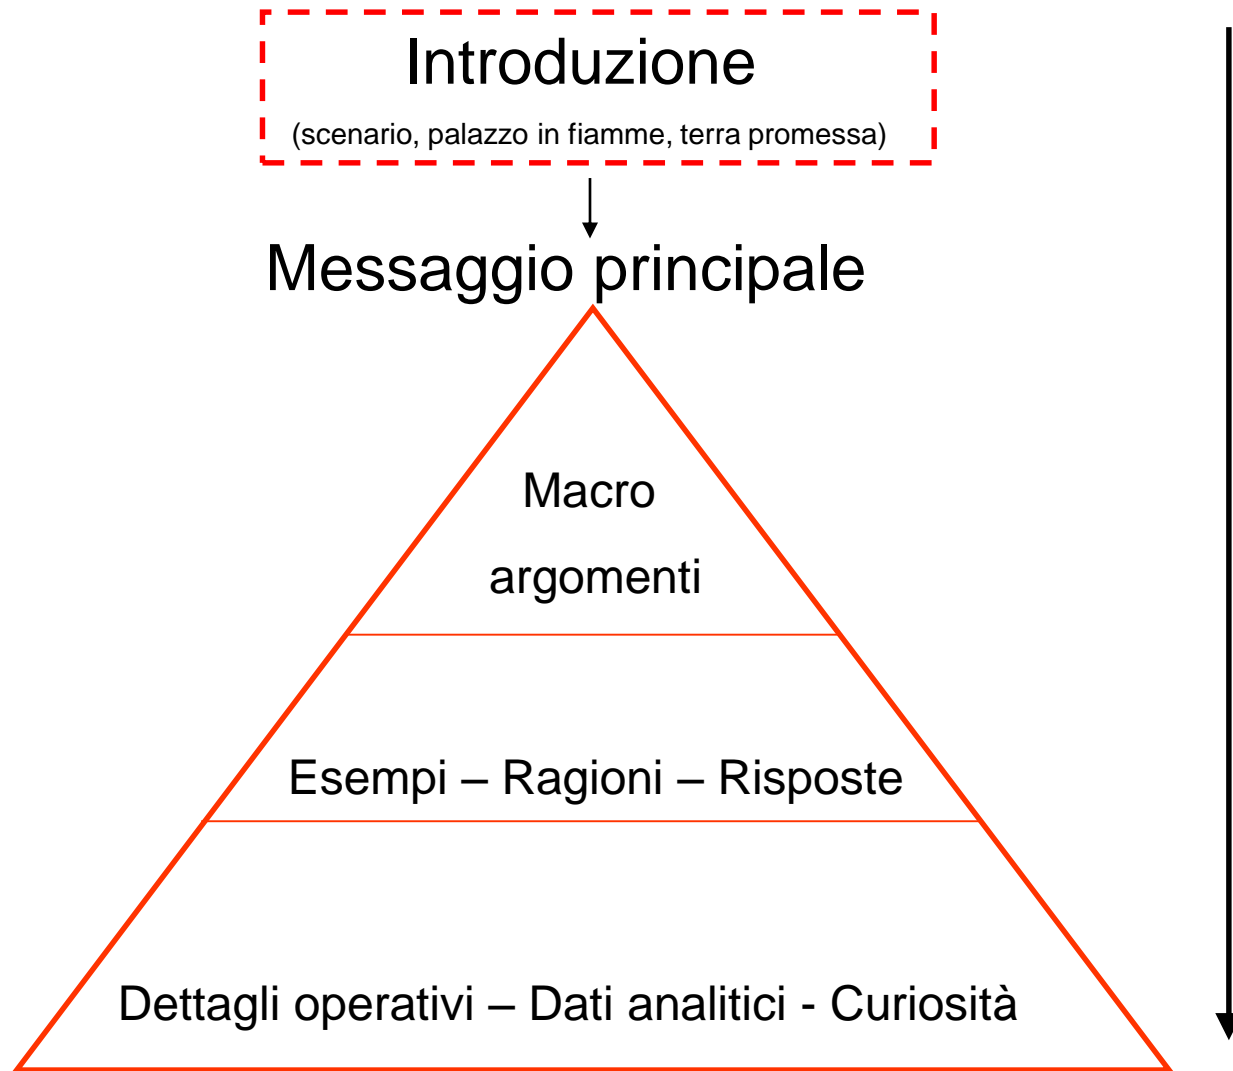 Introduzione
(scenario, palazzo in fiamme, terra promessa)
Messaggio principale
Macro
argomenti
Esempi – Ragioni – Risposte
Dettagli operativi – Dati analitici - Curiosità